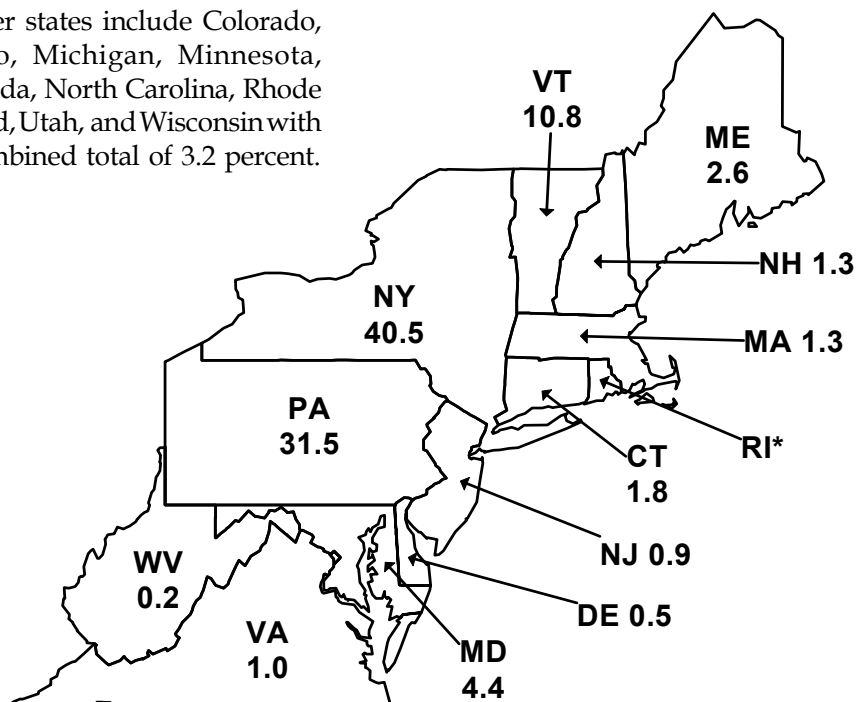 er states include Colorado,
o, Michigan, Minnesota,
da, North Carolina, Rhode
d, Utah, and Wisconsin with
nbined total of 3.2 percent.
VT
10.8
ME
2.6
NH 1.3
NY
40.5
MA 1.3
PA
31.5
RI*
CT
1.8
NJ 0.9
WV
0.2
DE 0.5
VA
1.0
MD
4.4